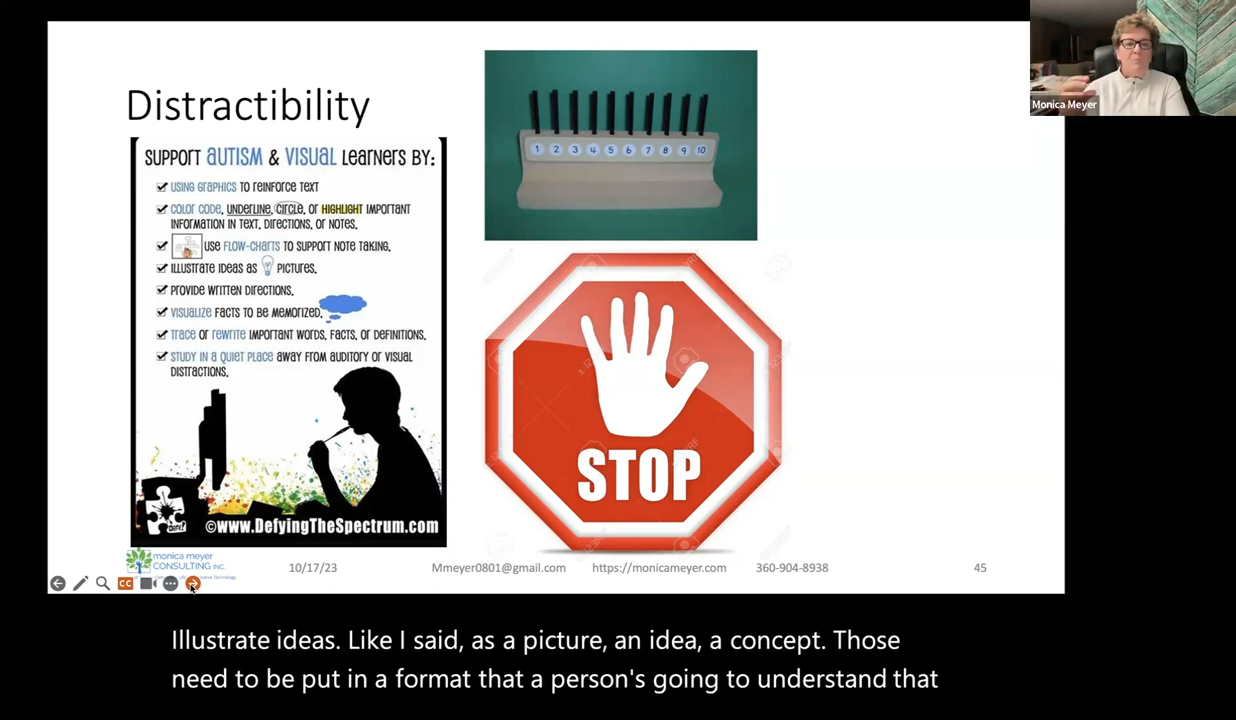 Monica Meyer
Distractibility
SUPPORT AUTISM & VISUAL LEARNERS BY:
USING GRAPHICS TO REINFORCE TEXT
COLOR CODE, UNDERLINE, CIRCLE, OR HIGHLIGHT IMPORTANT
INFORMATION IN TEXT, DIRECTIONS, OR NOTES.
USE FLOW-CHARTS TO SUPPORT NOTE TAKING.
ILLUSTRATE IDEAS AS PICTURES.
PROVIDE WRITTEN DIRECTIONS.
VISUALIZE FACTS TO BE MEMORIZED.
TRACE OR REWRITE IMPORTANT WORDS, FACTS, OR DEFINITIONS.
STUDY IN A QUIET PLACE AWAY FROM AUDITORY OR VISUAL
DISTRACTIONS.
©www.DefyingTheSpectrum.com
1 2 3 4 5 6 7 8 9 10
STOP
monica meyer
CONSULTING INC.
10/17/23 Mmeyer0801@gmail.com https://monicameyer.com 360-904-8938 45
CC
Illustrate ideas. Like I said, as a picture, an idea, a concept. Those
need to be put in a format that a person's going to understand that